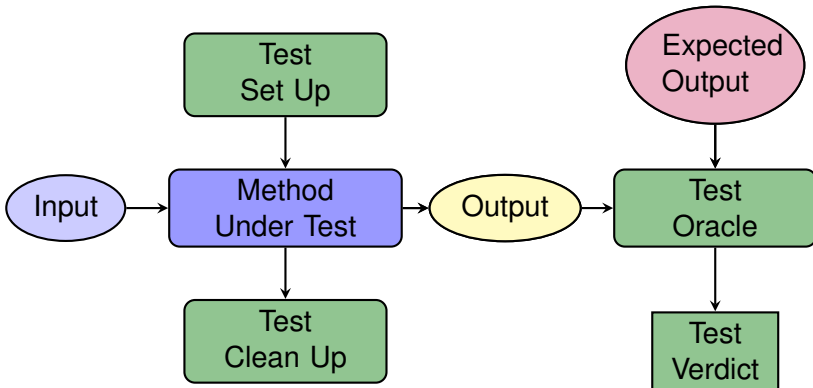 Test
Set Up
Expected
Output
Input
Method
Under Test
Output
Test
Oracle
Test
Clean Up
Test
Verdict